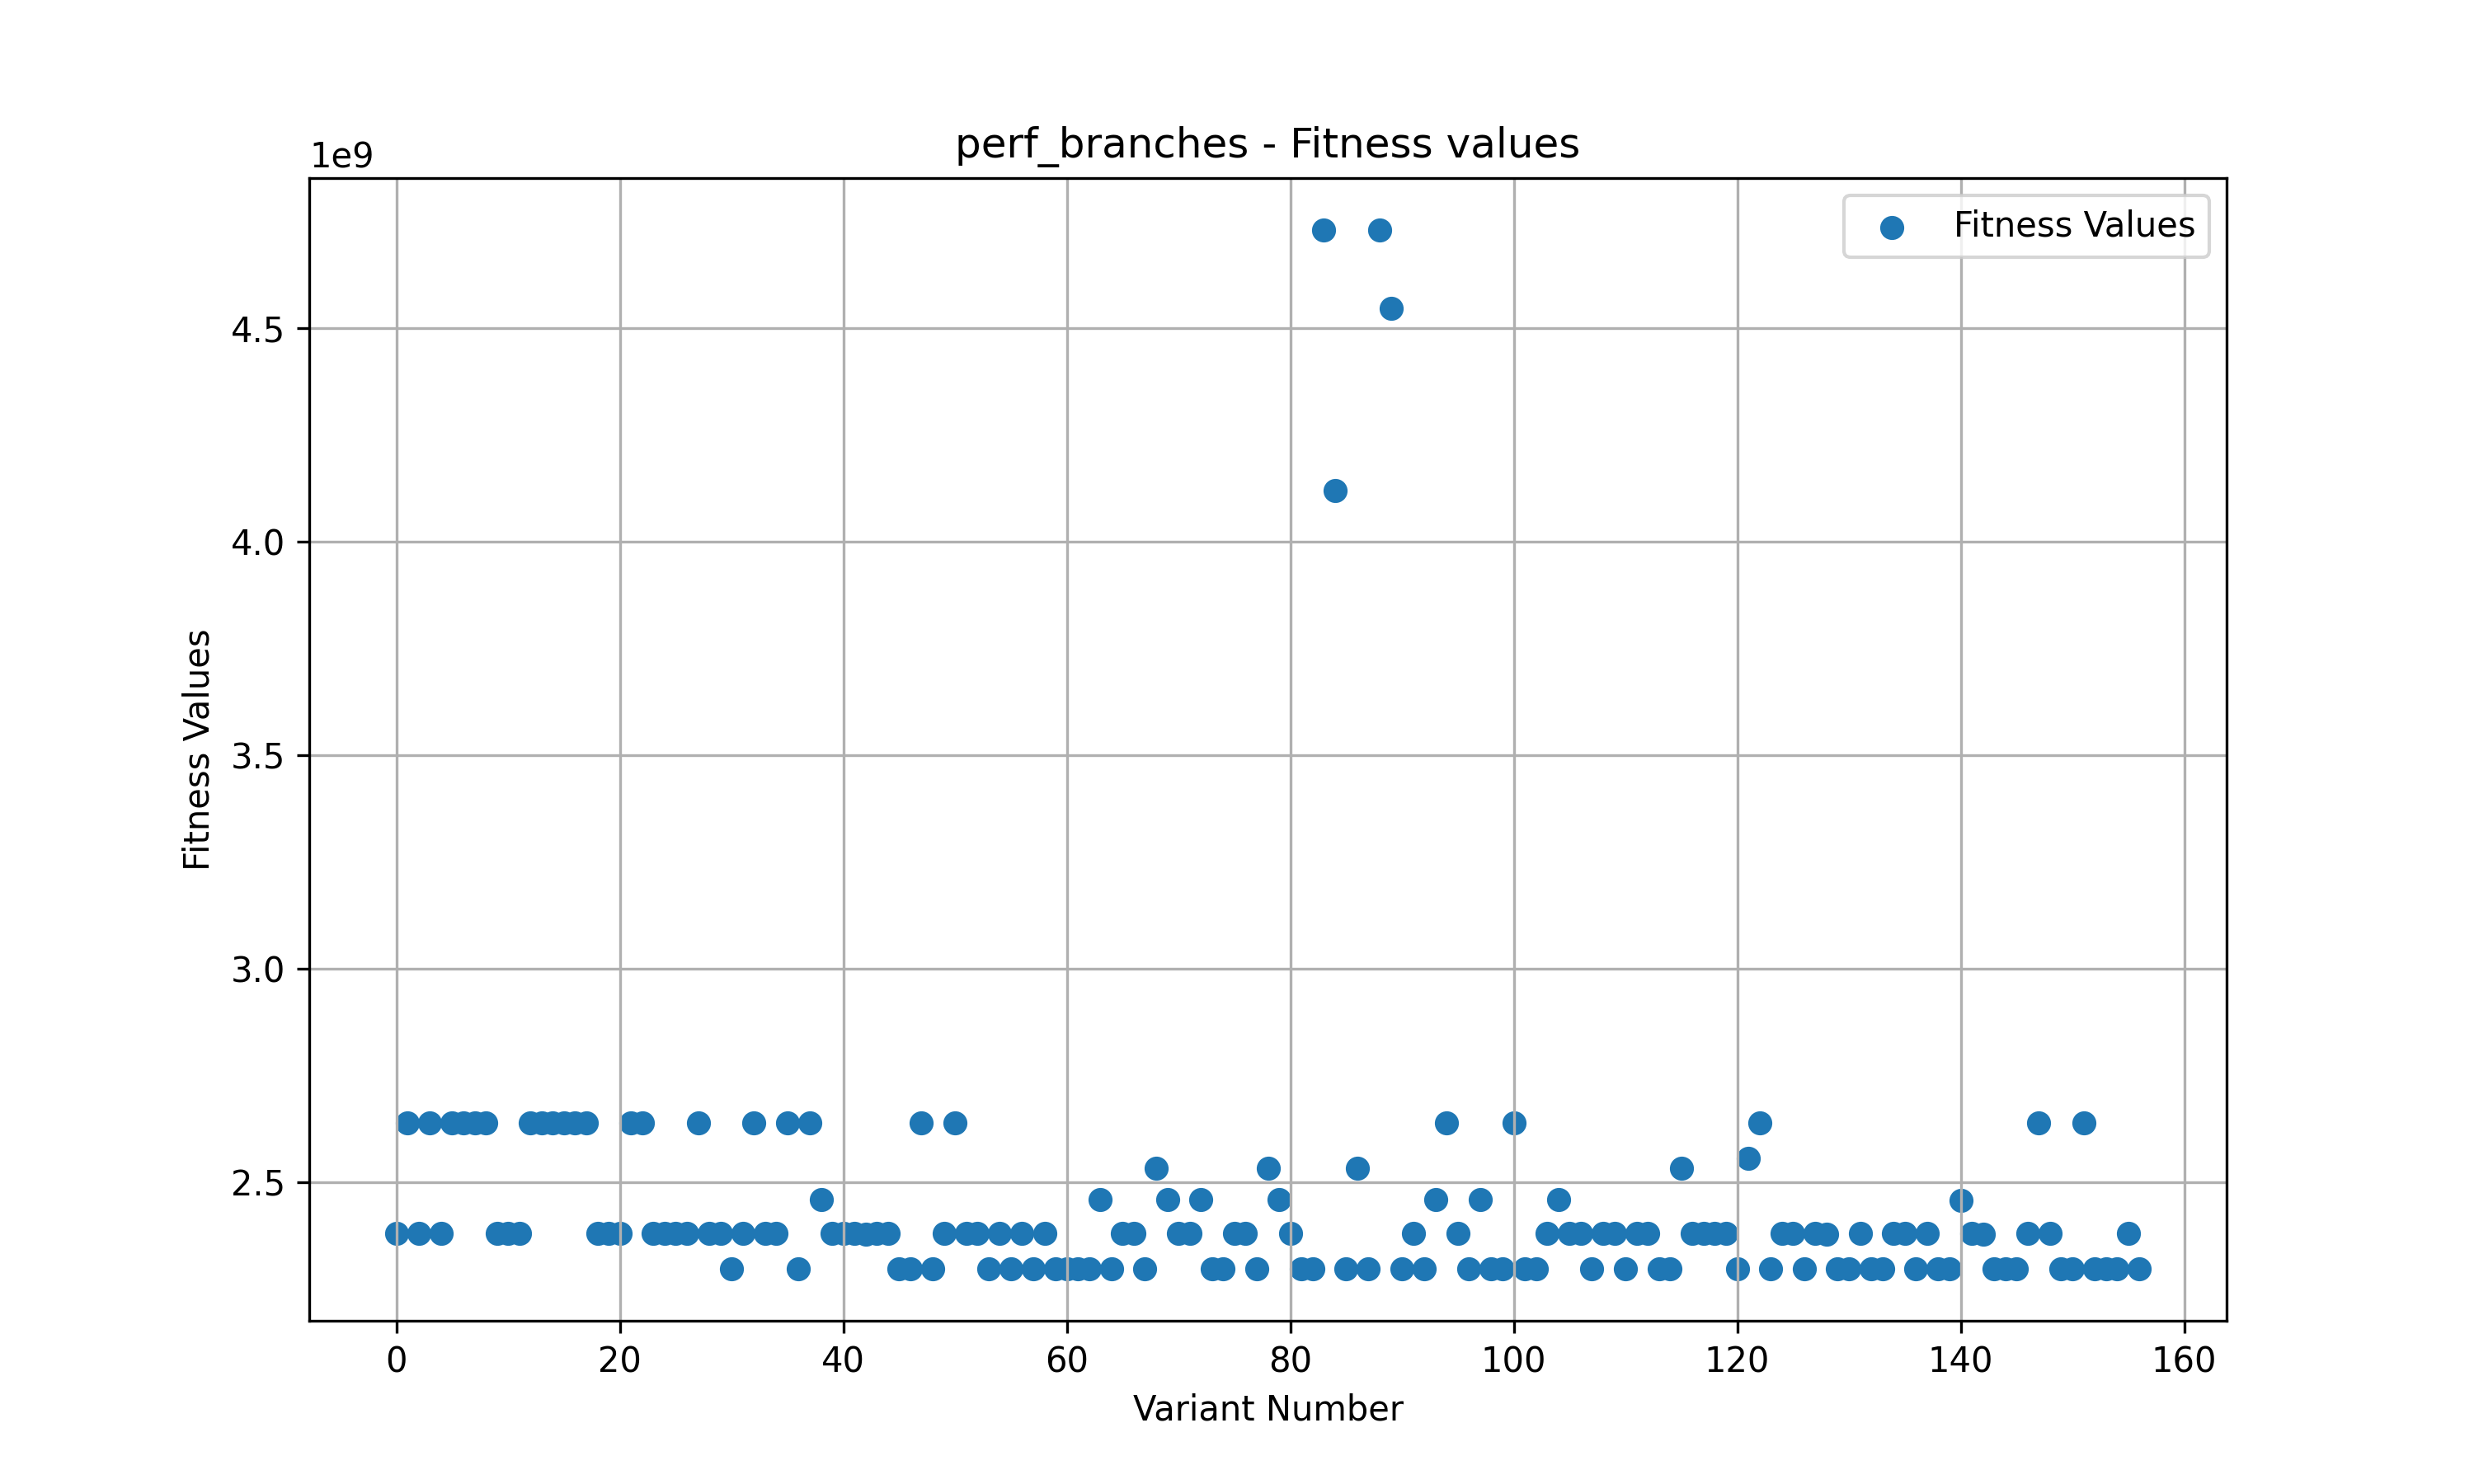 perf_branches - Fitness values
1e9
Fitness Values
4.5
4.0
3.5
3.0
2.5
Fitness Values
0 20 40 60 80 100 120 140 160
Variant Number